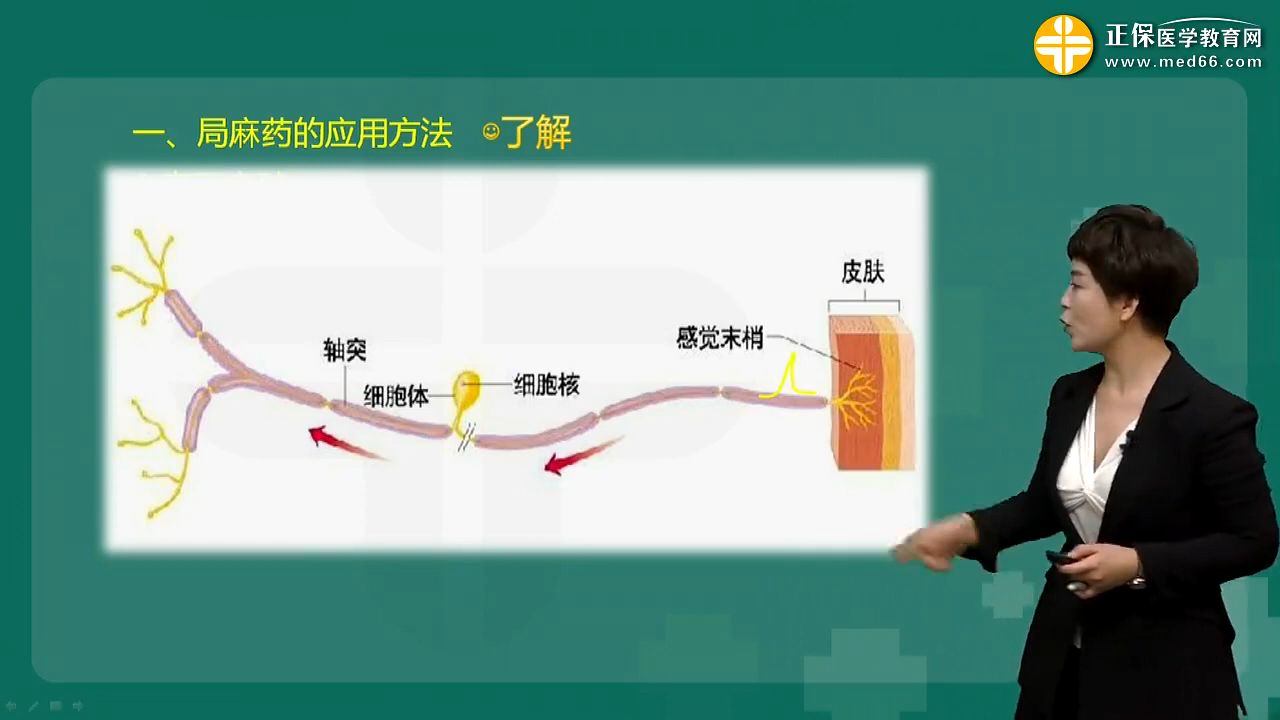 正保医学教育网
www.med66.com
一、局麻药的应用方法 了解
皮肤
感觉末梢
轴突
细胞体
细胞核